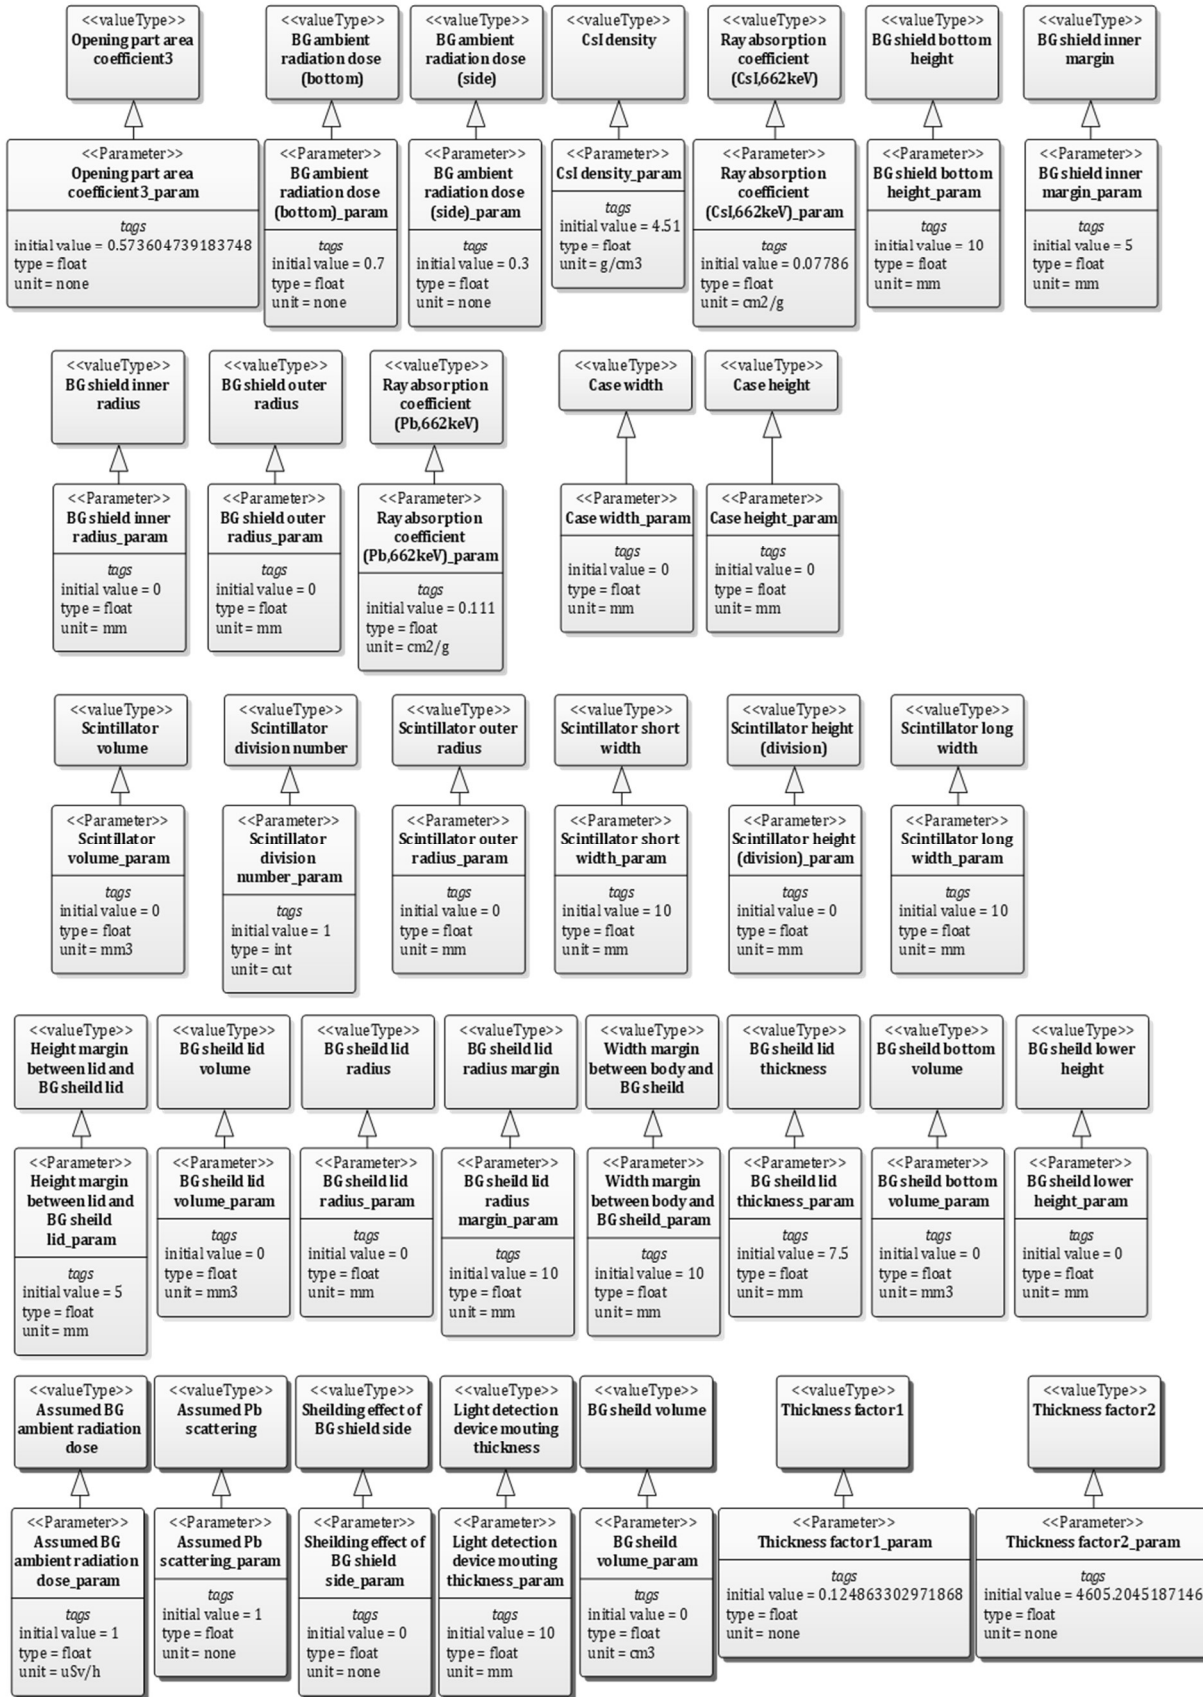 <<valueType>>
Opening part area
coefficient3
<<valueType>>
BG ambient
radiation dose
(bottom)
<<valueType>>
BG ambient
radiation dose
(side)
<<valueType>>
CsI density
<<valueType>>
Ray absorption
coefficient
(CsI,662keV)
<<valueType>>
BG shield bottom
height
<<valueType>>
BG shield inner
margin
<<Parameter>>
Opening part area
coefficient3_param
tags
initial value = 0.573604739183748
type = float
unit = none
<<Parameter>>
BG ambient
radiation dose
(bottom)_param
tags
initial value = 0.7
type = float
unit = none
<<Parameter>>
BG ambient
radiation dose
(side)_param
tags
initial value = 0.3
type = float
unit = none
<<Parameter>>
CsI density_param
tags
initial value = 4.51
type = float
unit = g/cm3
<<Parameter>>
Ray absorption
coefficient
(CsI,662keV)_param
tags
initial value = 0.07786
type = float
unit = cm2/g
<<Parameter>>
BG shield bottom
height_param
tags
initial value = 10
type = float
unit = mm
<<Parameter>>
BG shield inner
margin_param
tags
initial value = 5
type = float
unit = mm
<<valueType>>
BG shield inner
radius
<<valueType>>
BG shield outer
radius
<<valueType>>
Ray absorption
coefficient
(Pb,662keV)
<<valueType>>
Case width
<<valueType>>
Case height
<<Parameter>>
BG shield inner
radius_param
tags
initial value = 0
type = float
unit = mm
<<Parameter>>
BG shield outer
radius_param
tags
initial value = 0
type = float
unit = mm
<<Parameter>>
Ray absorption
coefficient
(Pb,662keV)_param
tags
initial value = 0.111
type = float
unit = cm2/g
<<Parameter>>
Case width_param
tags
initial value = 0
type = float
unit = mm
<<Parameter>>
Case height_param
tags
initial value = 0
type = float
unit = mm
<<valueType>>
Scintillator
volume
<<valueType>>
Scintillator
division number
<<valueType>>
Scintillator outer
radius
<<valueType>>
Scintillator short
width
<<valueType>>
Scintillator height
(division)
<<valueType>>
Scintillator long
width
<<Parameter>>
Scintillator
volume_param
tags
initial value = 0
type = float
unit = mm3
<<Parameter>>
Scintillator
division
number_param
tags
initial value = 1
type = int
unit = cut
<<Parameter>>
Scintillator outer
radius_param
tags
initial value = 0
type = float
unit = mm
<<Parameter>>
Scintillator short
width_param
tags
initial value = 10
type = float
unit = mm
<<Parameter>>
Scintillator height
(division)_param
tags
initial value = 0
type = float
unit = mm
<<Parameter>>
Scintillator long
width_param
tags
initial value = 10
type = float
unit = mm
<<valueType>>
Height margin
between lid and
BG sheild lid
<<valueType>>
BG sheild lid
volume
<<valueType>>
BG sheild lid
radius
<<valueType>>
BG sheild lid
radius margin
<<valueType>>
Width margin
between body and
BG sheild
<<valueType>>
BG sheild lid
thickness
<<valueType>>
BG sheild bottom
volume
<<valueType>>
BG sheild lower
height
<<Parameter>>
Height margin
between lid and
BG sheild
lid_param
tags
initial value = 5
type = float
unit = mm
<<Parameter>>
BG sheild lid
volume_param
tags
initial value = 0
type = float
unit = mm3
<<Parameter>>
BG sheild lid
radius_param
tags
initial value = 0
type = float
unit = mm
<<Parameter>>
BG sheild lid
radius
margin_param
tags
initial value = 10
type = float
unit = mm
<<Parameter>>
Width margin
between body and
BG sheild_param
tags
initial value = 10
type = float
unit = mm
<<Parameter>>
BG sheild lid
thickness_param
tags
initial value = 7.5
type = float
unit = mm
<<Parameter>>
BG sheild bottom
volume_param
tags
initial value = 0
type = float
unit = mm3
<<Parameter>>
BG sheild lower
height_param
tags
initial value = 0
type = float
unit = mm
<<valueType>>
Assumed BG
ambient radiation
dose
<<valueType>>
Assumed Pb
scattering
<<valueType>>
Sheilding effect of
BG shield side
<<valueType>>
Light detection
device mouting
thickness
<<valueType>>
BG sheild volume
<<valueType>>
Thickness factor1
<<valueType>>
Thickness factor2
<<Parameter>>
Assumed BG
ambient radiation
dose_param
tags
initial value = 1
type = float
unit = uSv/h
<<Parameter>>
Assumed Pb
scattering_param
tags
initial value = 1
type = float
unit = none
<<Parameter>>
Sheilding effect of
BG shield
side_param
tags
initial value = 0
type = float
unit = none
<<Parameter>>
Light detection
device mouting
thickness_param
tags
initial value = 10
type = float
unit = mm
<<Parameter>>
BG sheild
volume_param
tags
initial value = 0
type = float
unit = cm3
<<Parameter>>
Thickness factor1_param
tags
initial value = 0.124863302971868
type = float
unit = none
<<Parameter>>
Thickness factor2_param
tags
initial value = 4605.2045187146
type = float
unit = none